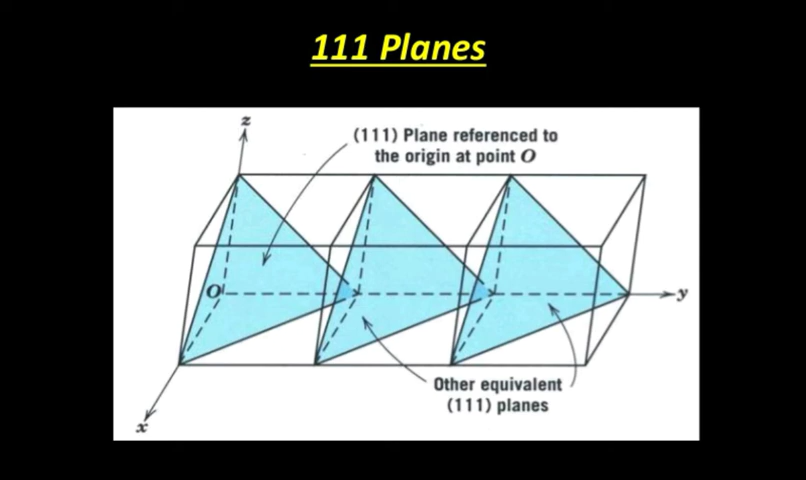 111 Planes
z
(111) Plane referenced to
the origin at point O
O
y
Other equivalent
(111) planes
x